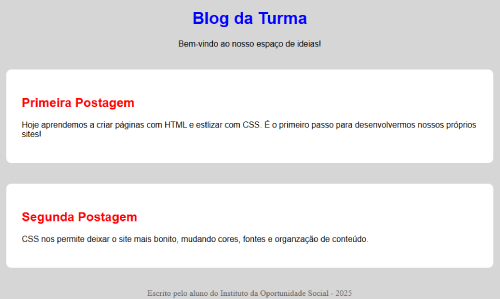 Blog da Turma
Bem-vindo ao nosso espaço de ideias!
Primeira Postagem
Hoje aprendemos a criar páginas com HTML e estlizar com CSS. É o primeiro passo para desenvolvermos nossos próprios
sites!
Segunda Postagem
CSS nos permite deixar o site mais bonito, mudando cores, fontes e organzação de conteúdo.
Escrito pelo aluno do Instituto da Oportunidade Social - 2025